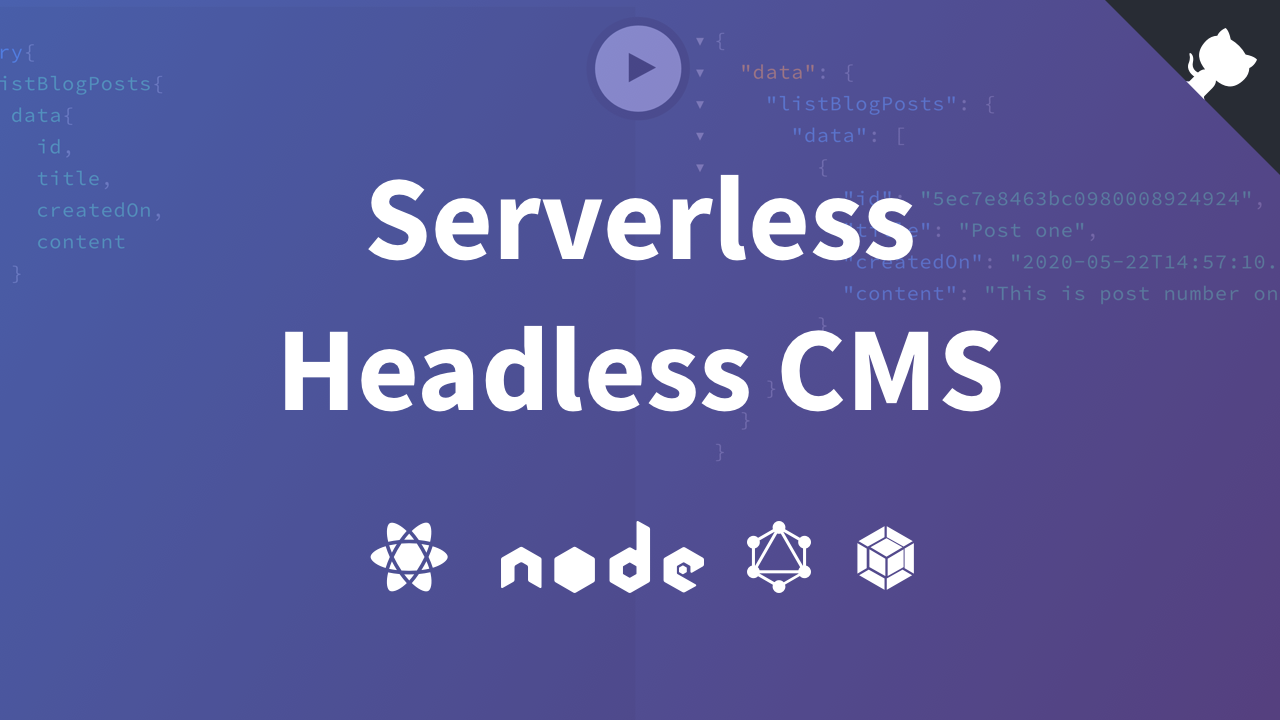 ry{
istBlogPosts{
data{
id,
title,
createdOn,
content
}
{
"data": {
"listBlogPosts": {
"data": [
{
"id": "5ec7e8463bc0980008924924",
"title": "Post one",
"createdOn": "2020-05-22T14:57:10.
"content": "This is post number on
}
}
}
}
Serverless
Headless CMS
node